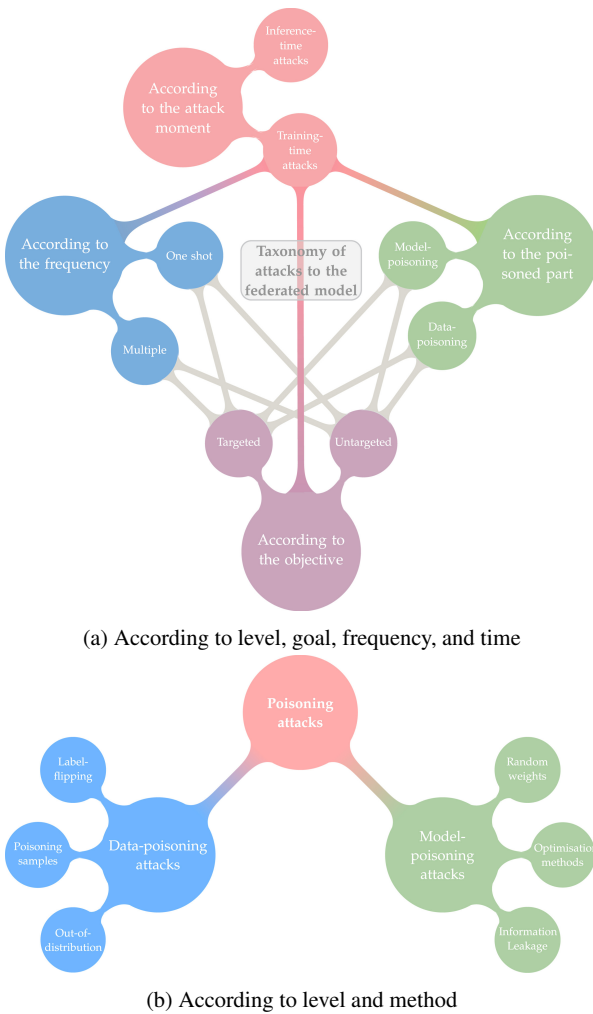 Inference-
time
attacks
According
to the attack
moment
Training-
time
attacks
According to
the frequency
One shot
Multiple
Taxonomy of
attacks to the
federated model
Model-
poisoning
According
to the poi-
soned part
Data-
poisoning
Targeted
Untargeted
According to
the objective
(a) According to level, goal, frequency, and time
Poisoning
attacks
Label-
flipping
Poisoning
samples
Out-of-
distribution
Data-poisoning
attacks
Model-
poisoning
attacks
Random
weights
Optimisation
methods
Information
Leakage
(b) According to level and method